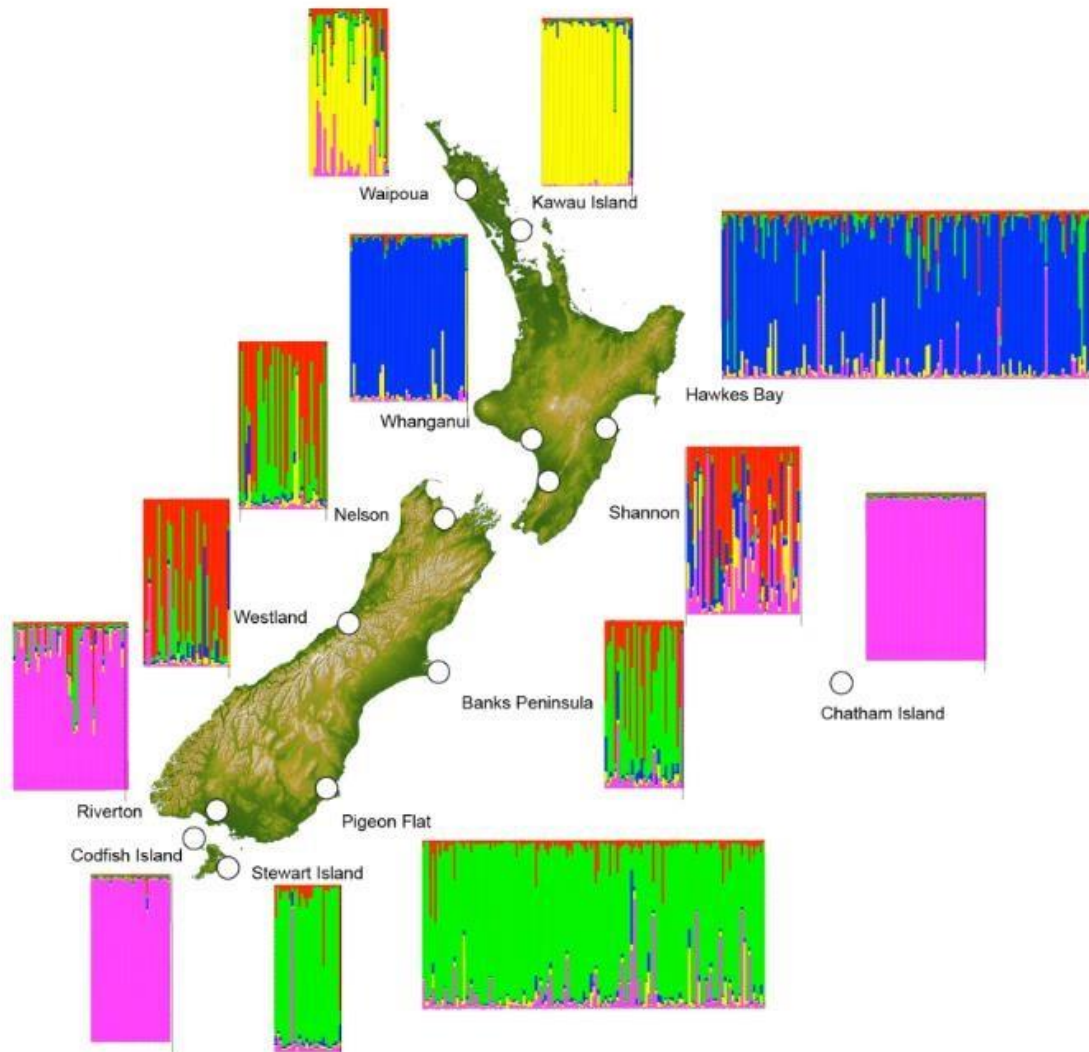 Waipoua
Kawau Island
Whanganui
Hawkes Bay
Nelson
Shannon
Westland
Banks Peninsula
Chatham Island
Riverton
Pigeon Flat
Codfish Island
Stewart Island